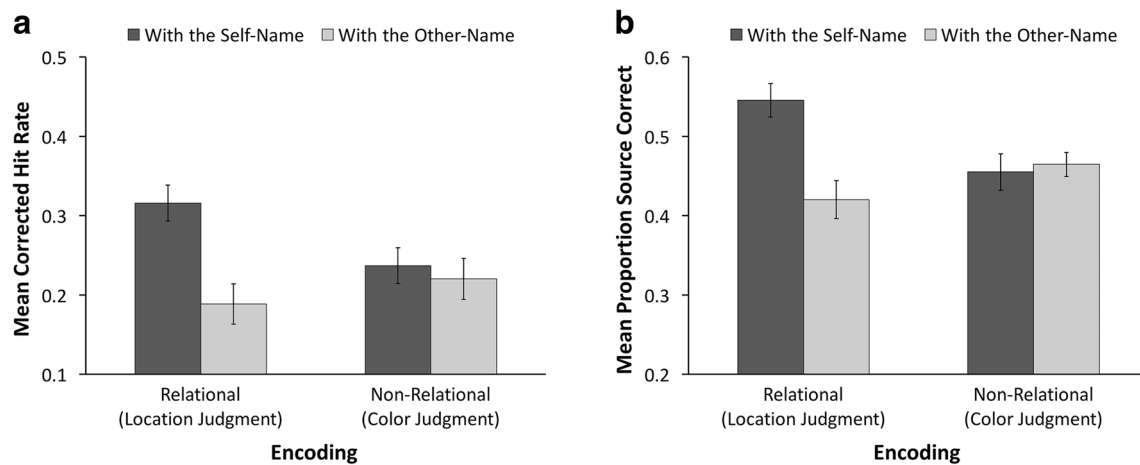 a
With the Self-Name With the Other-Name
Mean Corrected Hit Rate
0.5
0.4
0.3
0.2
0.1
Relational
(Location Judgment)
Non-Relational
(Color Judgment)
Encoding
b
With the Self-Name With the Other-Name
Mean Proportion Source Correct
0.6
0.5
0.4
0.3
0.2
Relational
(Location Judgment)
Non-Relational
(Color Judgment)
Encoding